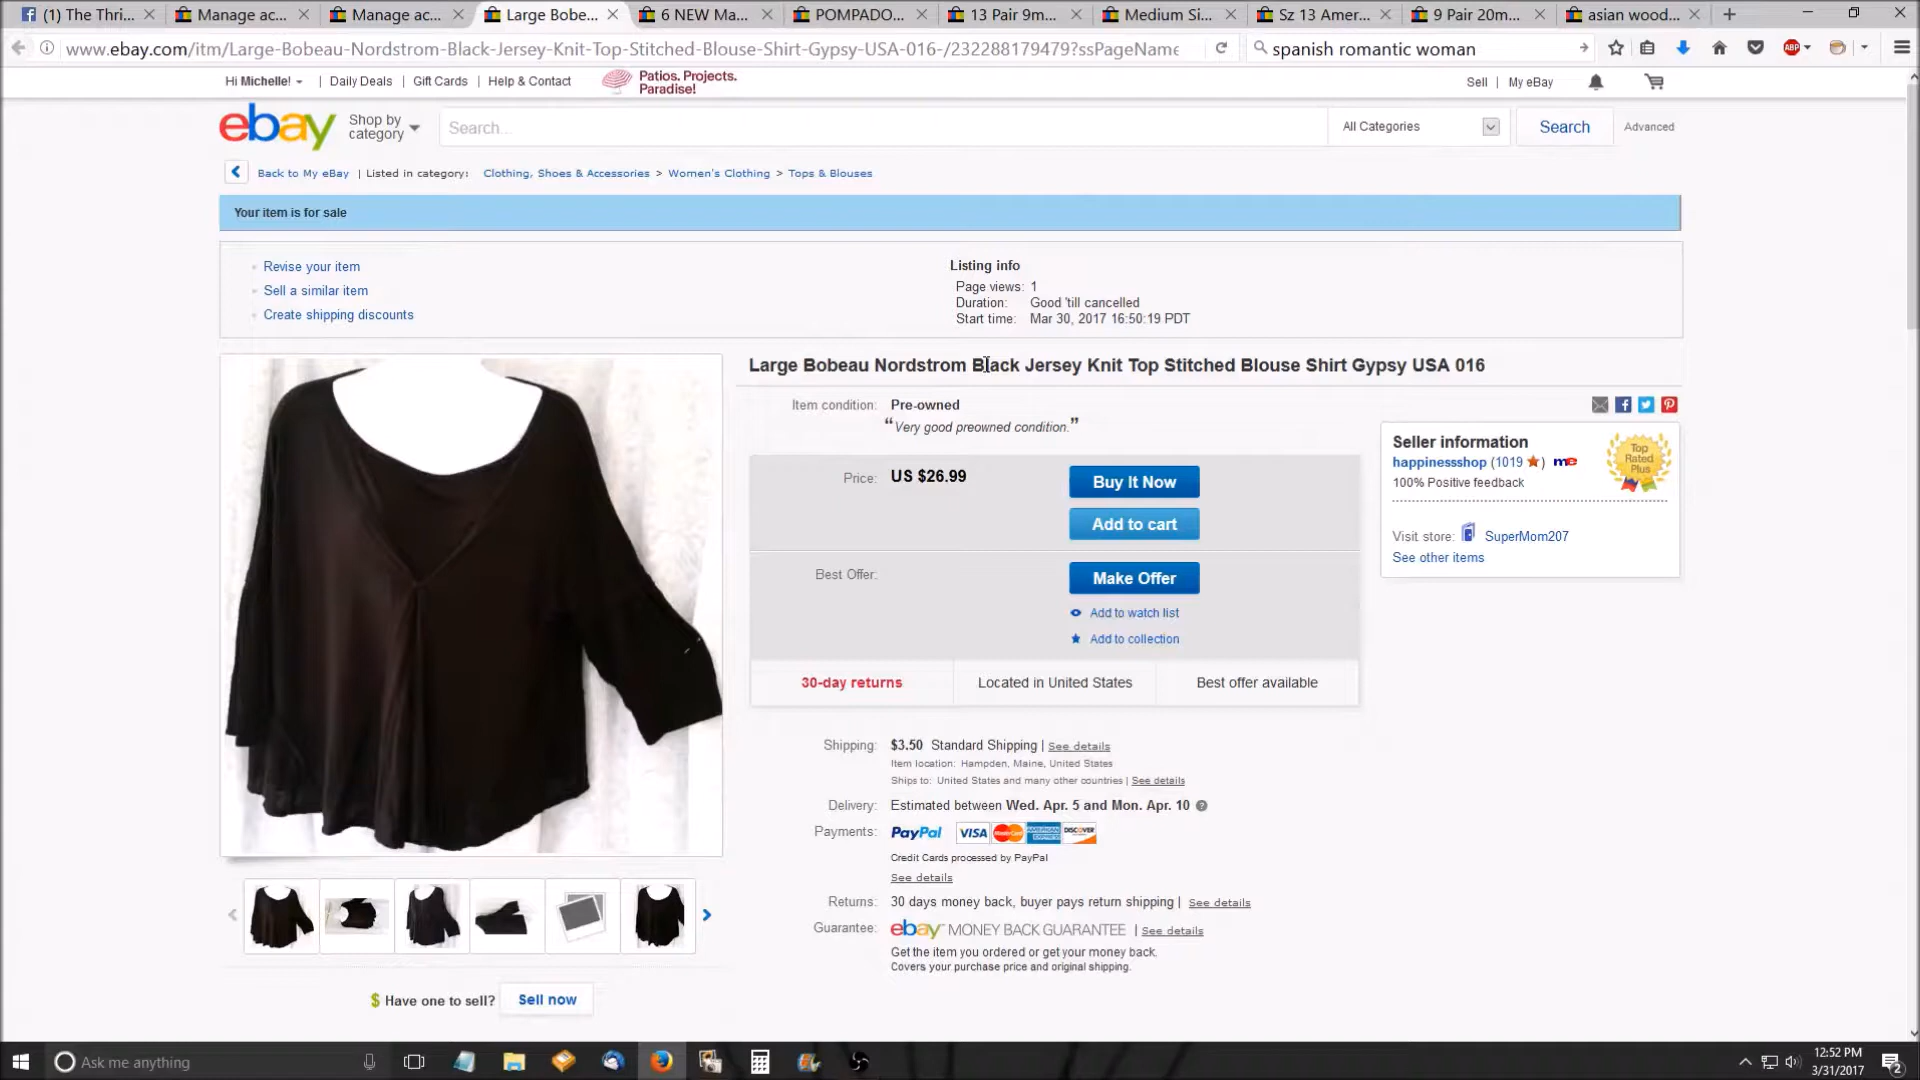 (1) The Thri...
Manage ac...
Manage ac...
Large Bobe...
6 NEW Ma...
POMPADO...
13 Pair 9m...
Medium Si...
Sz 13 Amer...
9 Pair 20m...
asian wood...
www.ebay.com/itm/Large-Bobeau-Nordstrom-Black-Jersey-Knit-Top-Stitched-Blouse-Shirt-Gypsy-USA-016-/232288179479?ssPageName
spanish romantic woman
ABP
Hi Michelle!
Daily Deals
Gift Cards
Help & Contact
Patios. Projects.
Paradise!
Sell
My eBay
ebay
Shop by
category
Search...
All Categories
Search
Advanced
Back to My eBay | Listed in category: Clothing, Shoes & Accessories > Women's Clothing > Tops & Blouses
Your item is for sale
Revise your item
Sell a similar item
Create shipping discounts
Listing info
Page views: 1
Duration: Good 'till cancelled
Start time: Mar 30, 2017 16:50:19 PDT
Large Bobeau Nordstrom Black Jersey Knit Top Stitched Blouse Shirt Gypsy USA 016
Item condition: Pre-owned
“Very good preowned condition.”
Price: US $26.99
Buy It Now
Add to cart
Best Offer:
Make Offer
Add to watch list
Add to collection
30-day returns
Located in United States
Best offer available
Seller information
happinessshop (1019 ) me
100% Positive feedback
Top
Rated
Plus
Visit store: SuperMom207
See other items
Shipping: $3.50 Standard Shipping | See details
Item location: Hampden, Maine, United States
Ships to: United States and many other countries | See details
Delivery: Estimated between Wed. Apr. 5 and Mon. Apr. 10 ?
Payments: PayPal VISA MasterCard AMERICAN EXPRESS DISCOVER
Credit Cards processed by PayPal
See details
Returns: 30 days money back, buyer pays return shipping | See details
Guarantee: ebay MONEY BACK GUARANTEE | See details
Get the item you ordered or get your money back.
Covers your purchase price and original shipping.
$ Have one to sell? Sell now
Ask me anything
12:52 PM
3/31/2017
2